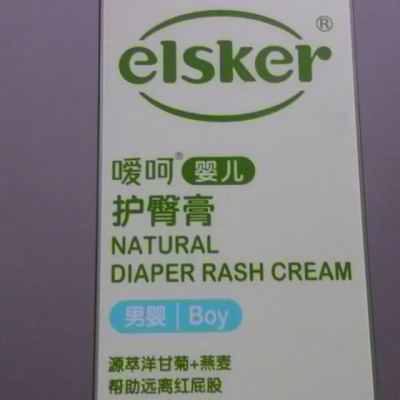 elsker®
嗳呵® 婴儿
护臀膏
NATURAL
DIAPER RASH CREAM
男婴 | Boy
源萃洋甘菊+燕麦
帮助远离红屁股